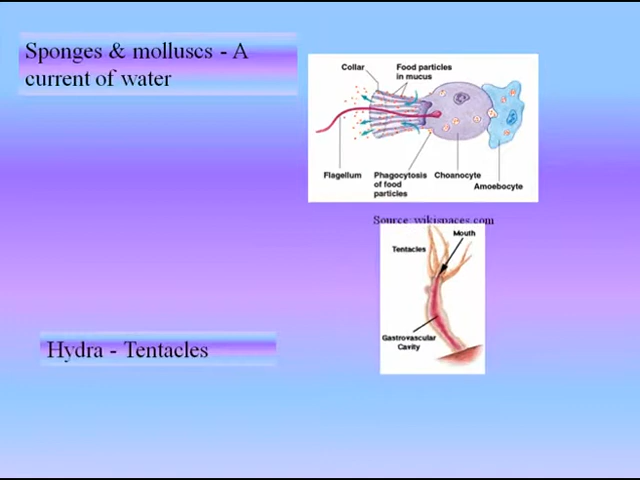 Sponges & molluscs - A
current of water
Collar
Food particles
in mucus
Flagellum
Phagocytosis
of food
particles
Choanocyte
Amoebocyte
Source: wikispaces.com
Mouth
Tentacles
Gastrovascular
Cavity
Hydra - Tentacles